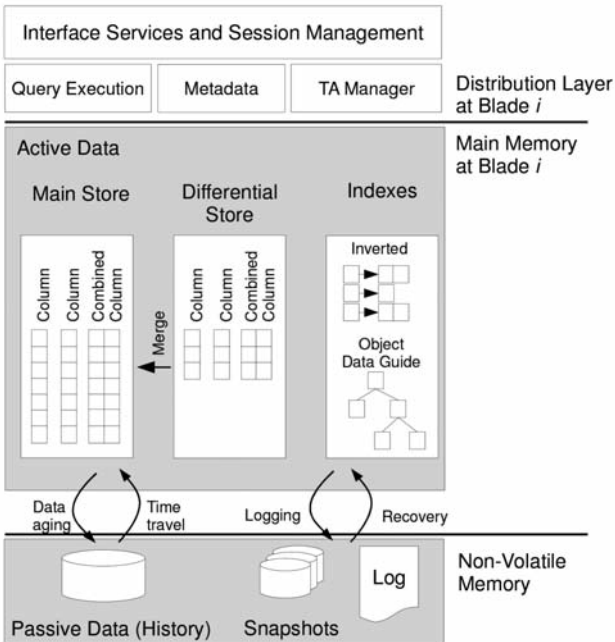 Interface Services and Session Management
Query Execution
Metadata
TA Manager
Distribution Layer
at Blade i
Main Memory
at Blade i
Active Data
Main Store
Differential
Store
Indexes
Column
Column
Combined
Column
Merge
Column
Column
Combined
Column
Inverted
Object
Data Guide
Data
aging
Time
travel
Logging
Recovery
Non-Volatile
Memory
Log
Passive Data (History)
Snapshots